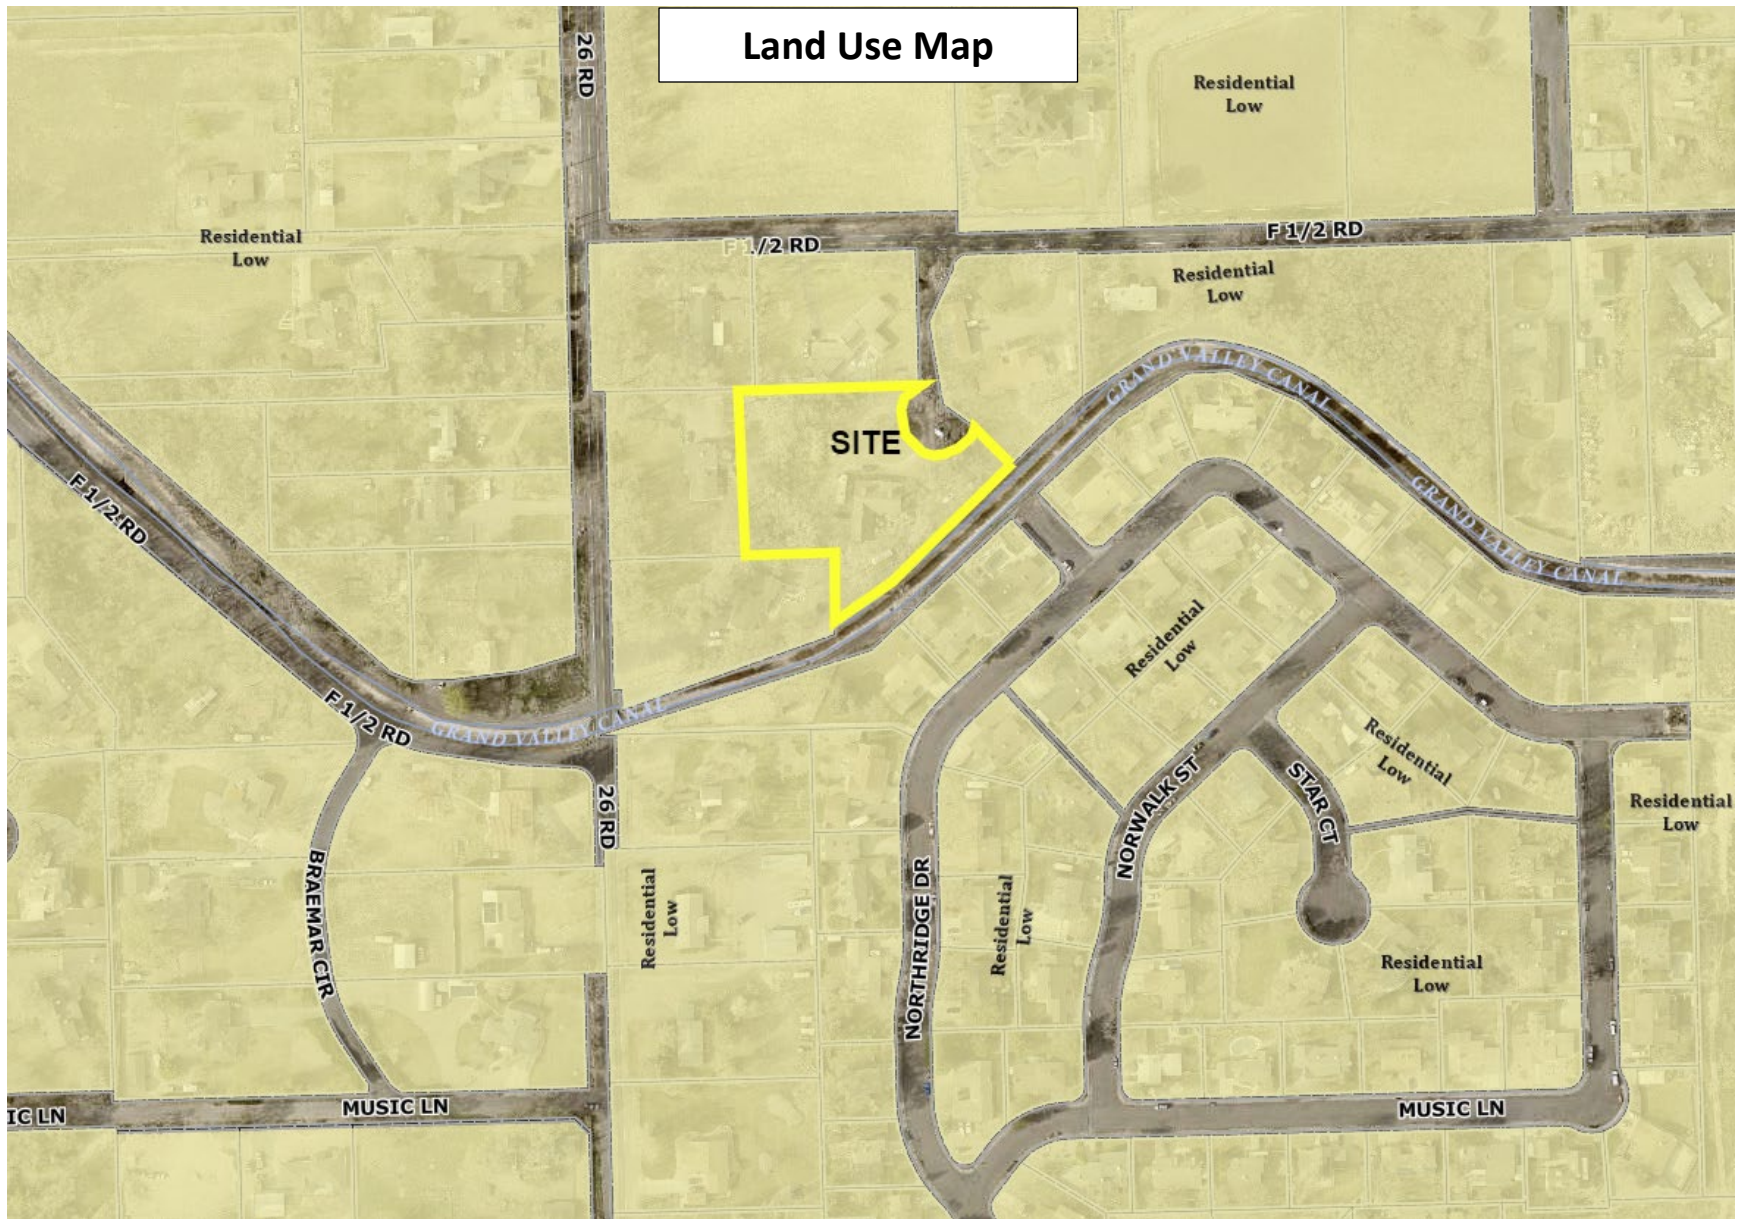 Land Use Map
26 RD
Residential
Low
Residential
Low
F 1/2 RD
F 1/2 RD
Residential
Low
GRAND VALLEY CANAL
SITE
F 1/2 RD
GRAND VALLEY CANAL
Residential
Low
F 1/2 RD
GRAND VALLEY CANAL
26 RD
NORWALK ST
STAR CT
Residential
Low
Residential
Low
BRAEMAR CIR
Residential
Low
NORTHRIDGE DR
Residential
Low
Residential
Low
IC LN
MUSIC LN
MUSIC LN